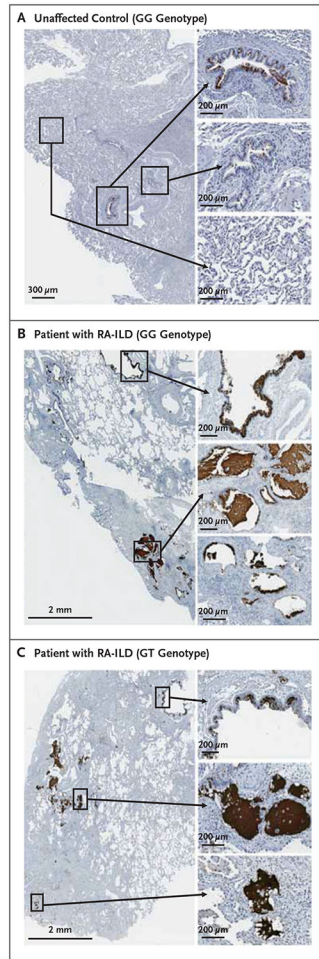 A Unaffected Control (GG Genotype)
200 µm
200 µm
200 µm
300 µm
B Patient with RA-ILD (GG Genotype)
200 µm
200 µm
200 µm
2 mm
C Patient with RA-ILD (GT Genotype)
200 µm
200 µm
200 µm
2 mm